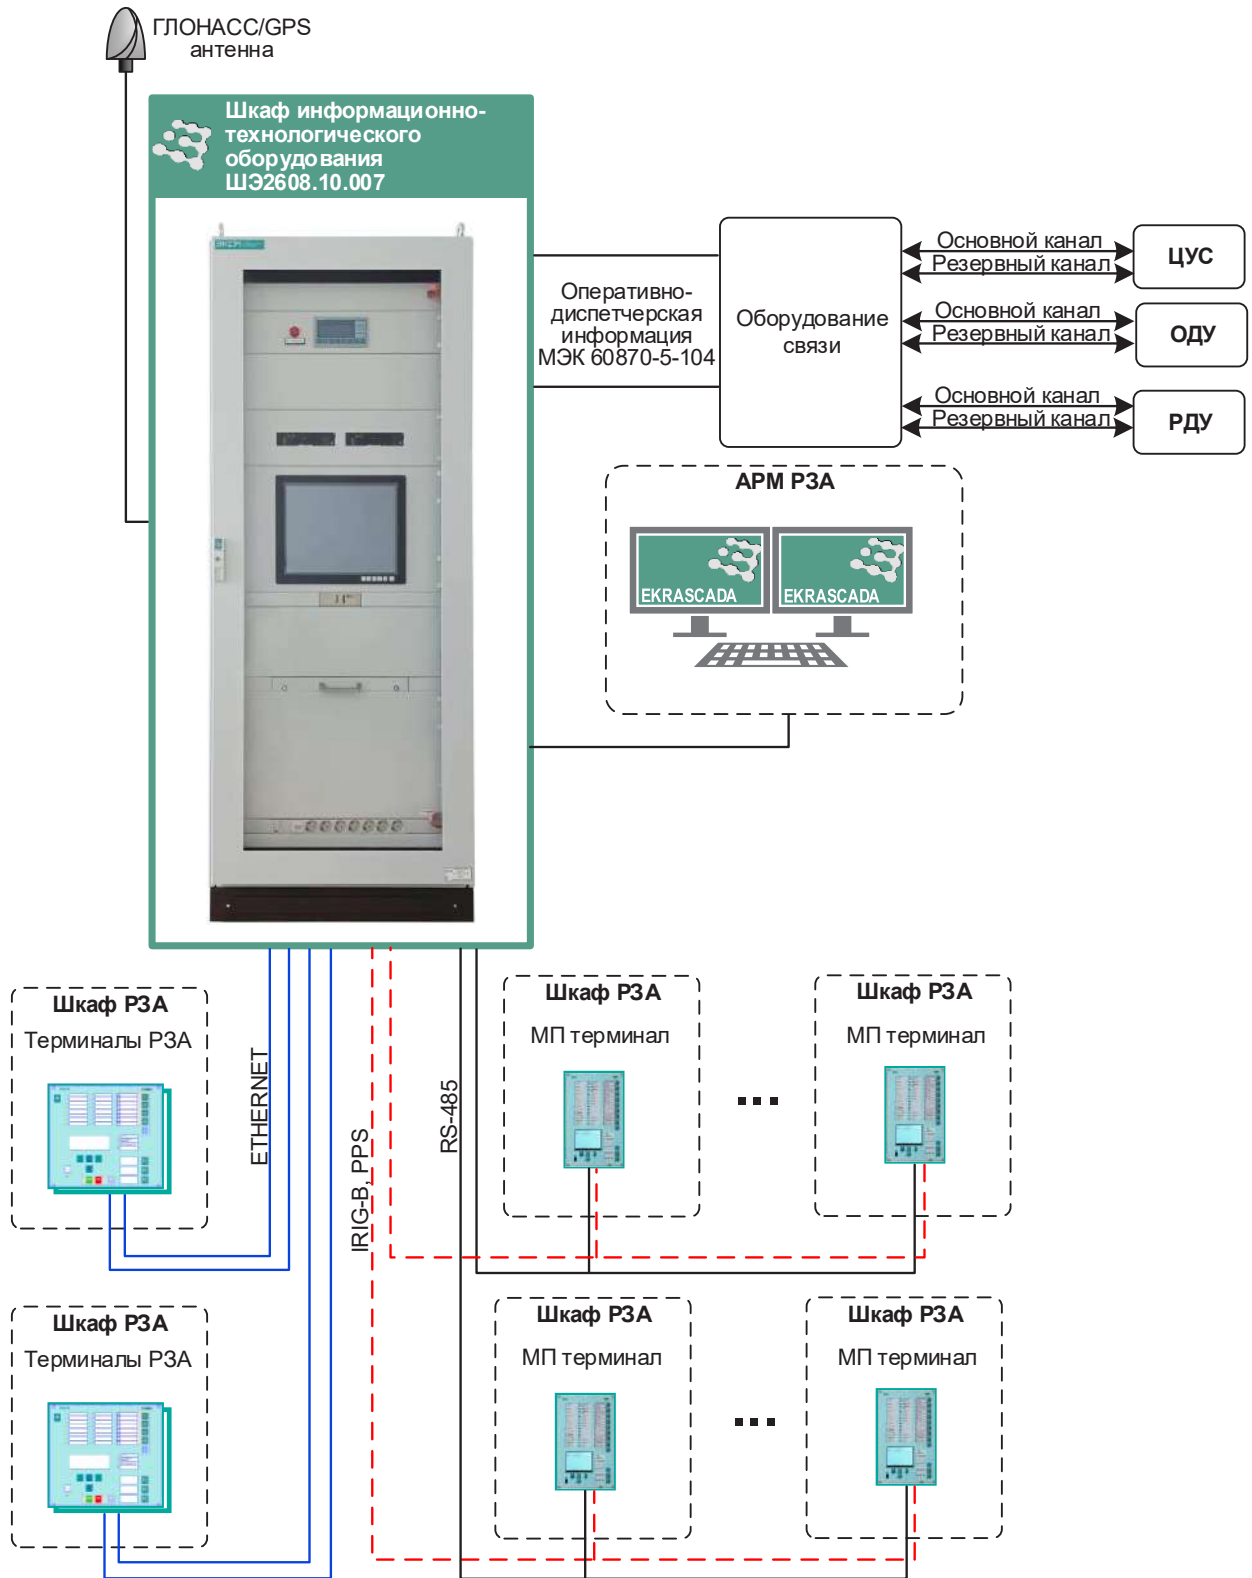 ГЛОНАСС/GPS
антенна
Шкаф информационно-
технологического
оборудования
ШЭ2608.10.007
Оперативно-
диспетчерская
информация
МЭК 60870-5-104
Оборудование
связи
Основной канал
Резервный канал
ЦУС
Основной канал
Резервный канал
ОДУ
Основной канал
Резервный канал
РДУ
АРМ РЗА
EKRASCADA
EKRASCADA
ETHERNET
IRIG-B, PPS
RS-485
Шкаф РЗА
Терминалы РЗА
Шкаф РЗА
МП терминал
...
Шкаф РЗА
МП терминал
Шкаф РЗА
Терминалы РЗА
Шкаф РЗА
МП терминал
...
Шкаф РЗА
МП терминал